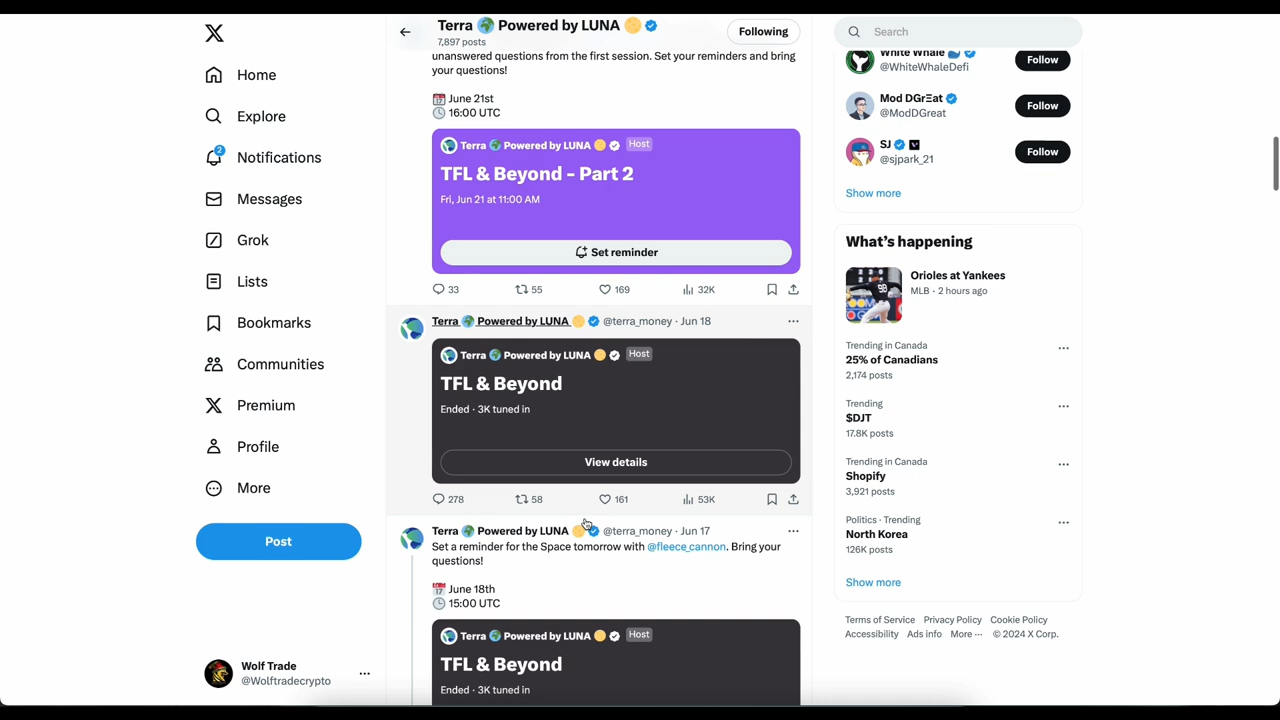 Home
Explore
2
Notifications
Messages
Grok
Lists
Bookmarks
Communities
Premium
Profile
More
Post
Wolf Trade
@Wolftradecrypto
Terra 🌍 Powered by LUNA 🌕
7,897 posts
Following
unanswered questions from the first session. Set your reminders and bring
your questions!
📅 June 21st
🕓 16:00 UTC
Terra 🌍 Powered by LUNA 🌕 Host
TFL & Beyond – Part 2
Fri, Jun 21 at 11:00 AM
Set reminder
33 55 169 32K
Terra 🌍 Powered by LUNA 🌕 @terra_money · Jun 18
Terra 🌍 Powered by LUNA 🌕 Host
TFL & Beyond
Ended · 3K tuned in
View details
278 58 161 53K
Terra 🌍 Powered by LUNA 🌕 @terra_money · Jun 17
Set a reminder for the Space tomorrow with @fleece_cannon. Bring your
questions!
📅 June 18th
🕒 15:00 UTC
Terra 🌍 Powered by LUNA 🌕 Host
TFL & Beyond
Ended · 3K tuned in
Search
White Whale
@WhiteWhaleDefi
Follow
Mod DGrΞat
@ModDGreat
Follow
SJ
@sjpark_21
Follow
Show more
What's happening
Orioles at Yankees
MLB · 2 hours ago
Trending in Canada
25% of Canadians
2,174 posts
Trending
$DJT
17.8K posts
Trending in Canada
Shopify
3,921 posts
Politics · Trending
North Korea
126K posts
Show more
Terms of Service Privacy Policy Cookie Policy
Accessibility Ads info More ··· © 2024 X Corp.